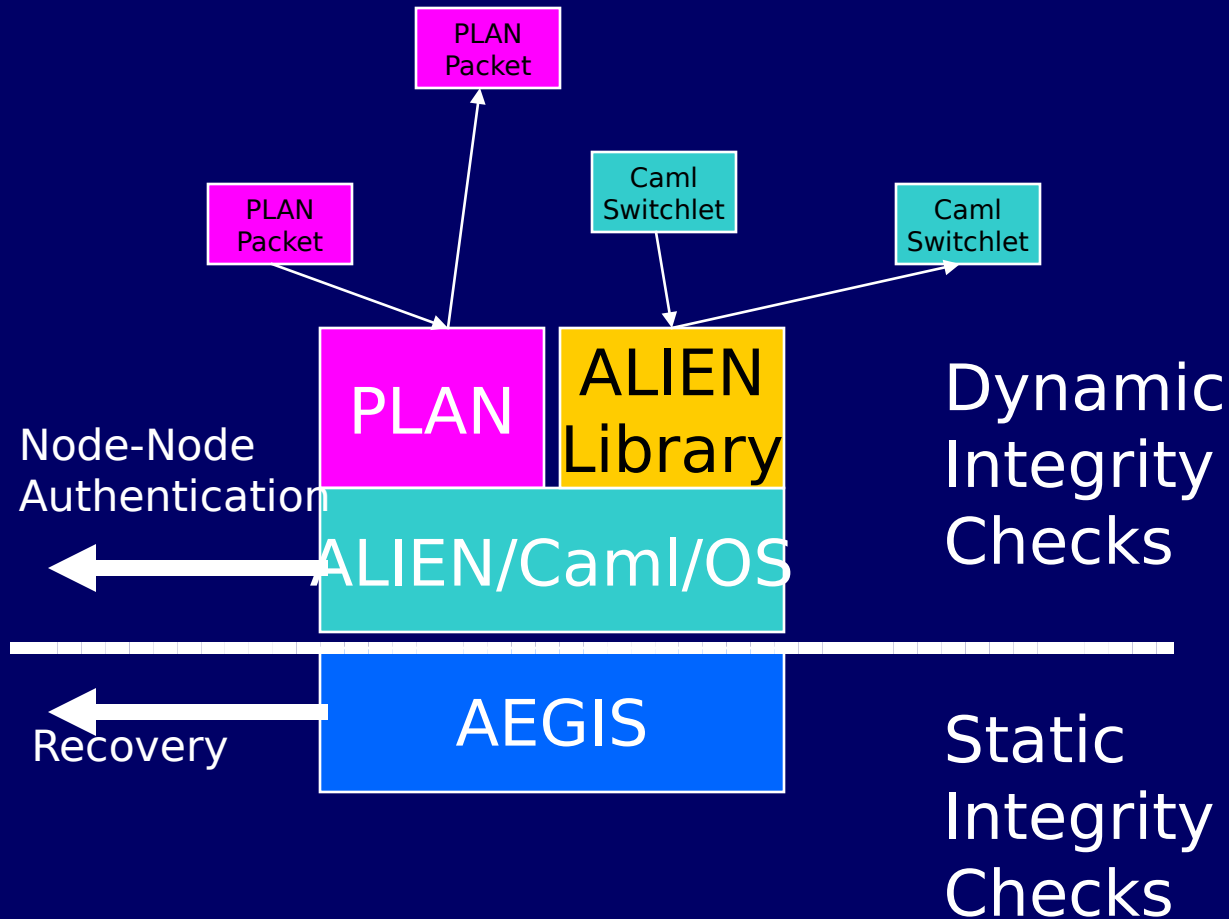 PLAN
Packet
PLAN
Packet
Caml
Switchlet
Caml
Switchlet
PLAN
ALIEN
Library
Node-Node
Authentication
ALIEN/Caml/OS
Dynamic
Integrity
Checks
AEGIS
Recovery
Static
Integrity
Checks